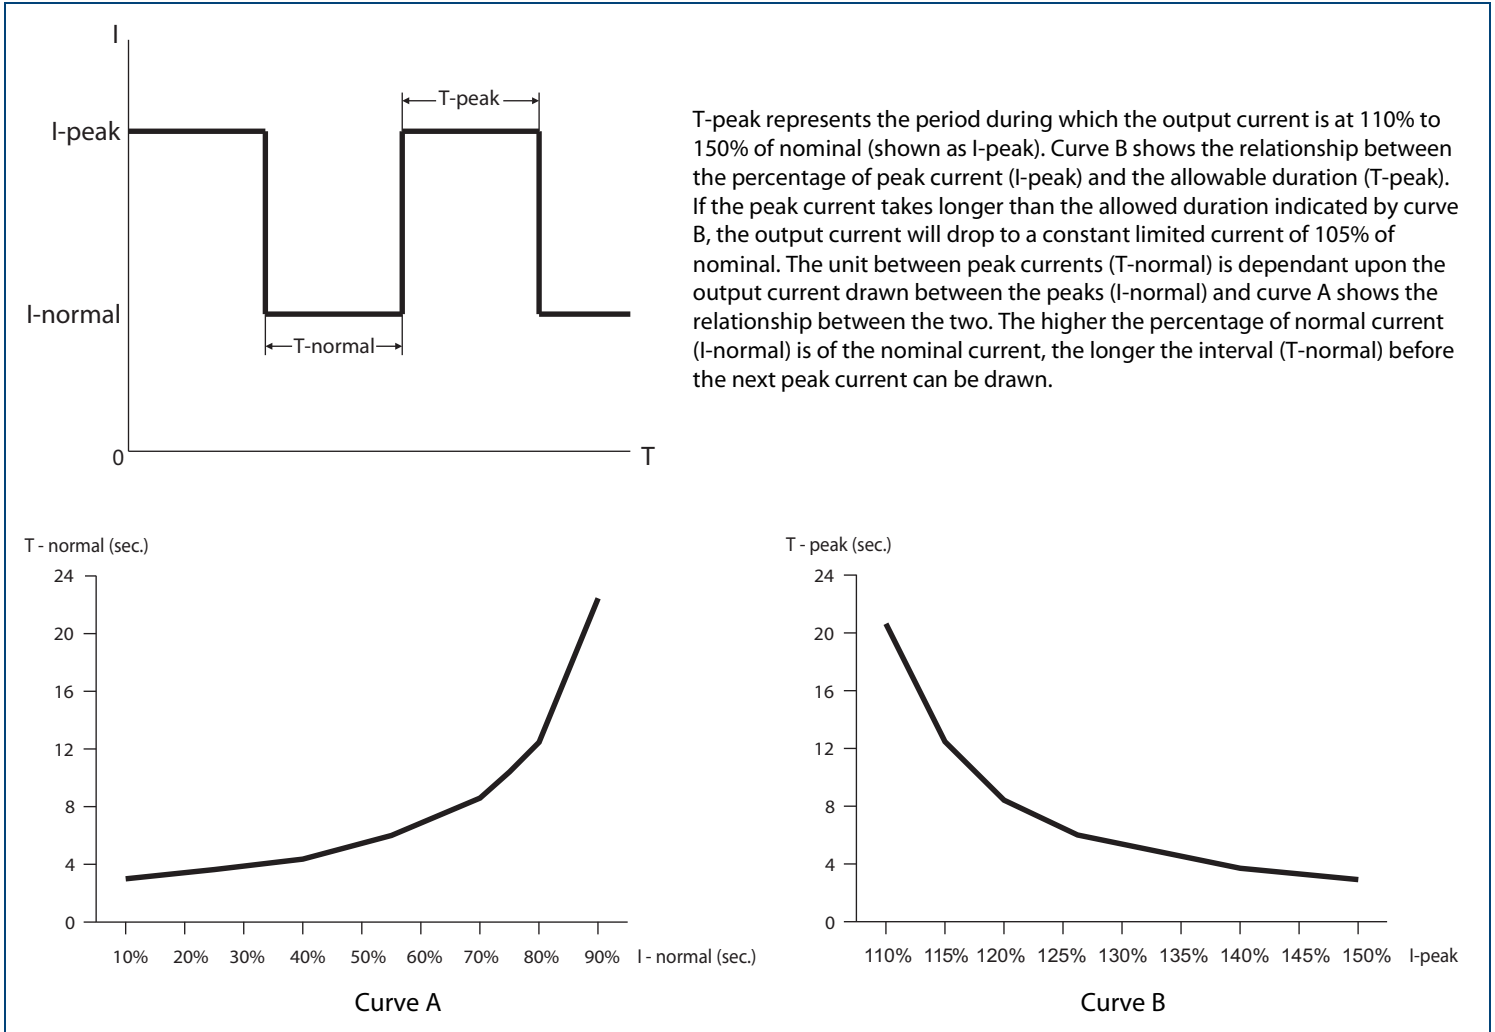 I
I-peak
T-peak
I-normal
T-normal
0
T
T-peak represents the period during which the output current is at 110% to
150% of nominal (shown as I-peak). Curve B shows the relationship between
the percentage of peak current (I-peak) and the allowable duration (T-peak).
If the peak current takes longer than the allowed duration indicated by curve
B, the output current will drop to a constant limited current of 105% of
nominal. The unit between peak currents (T-normal) is dependant upon the
output current drawn between the peaks (I-normal) and curve A shows the
relationship between the two. The higher the percentage of normal current
(I-normal) is of the nominal current, the longer the interval (T-normal) before
the next peak current can be drawn.
T - normal (sec.)
24
20
16
12
8
4
0
10% 20% 30% 40% 50% 60% 70% 80% 90% I - normal (sec.)
Curve A
T - peak (sec.)
24
20
16
12
8
4
0
110% 115% 120% 125% 130% 135% 140% 145% 150% I-peak
Curve B